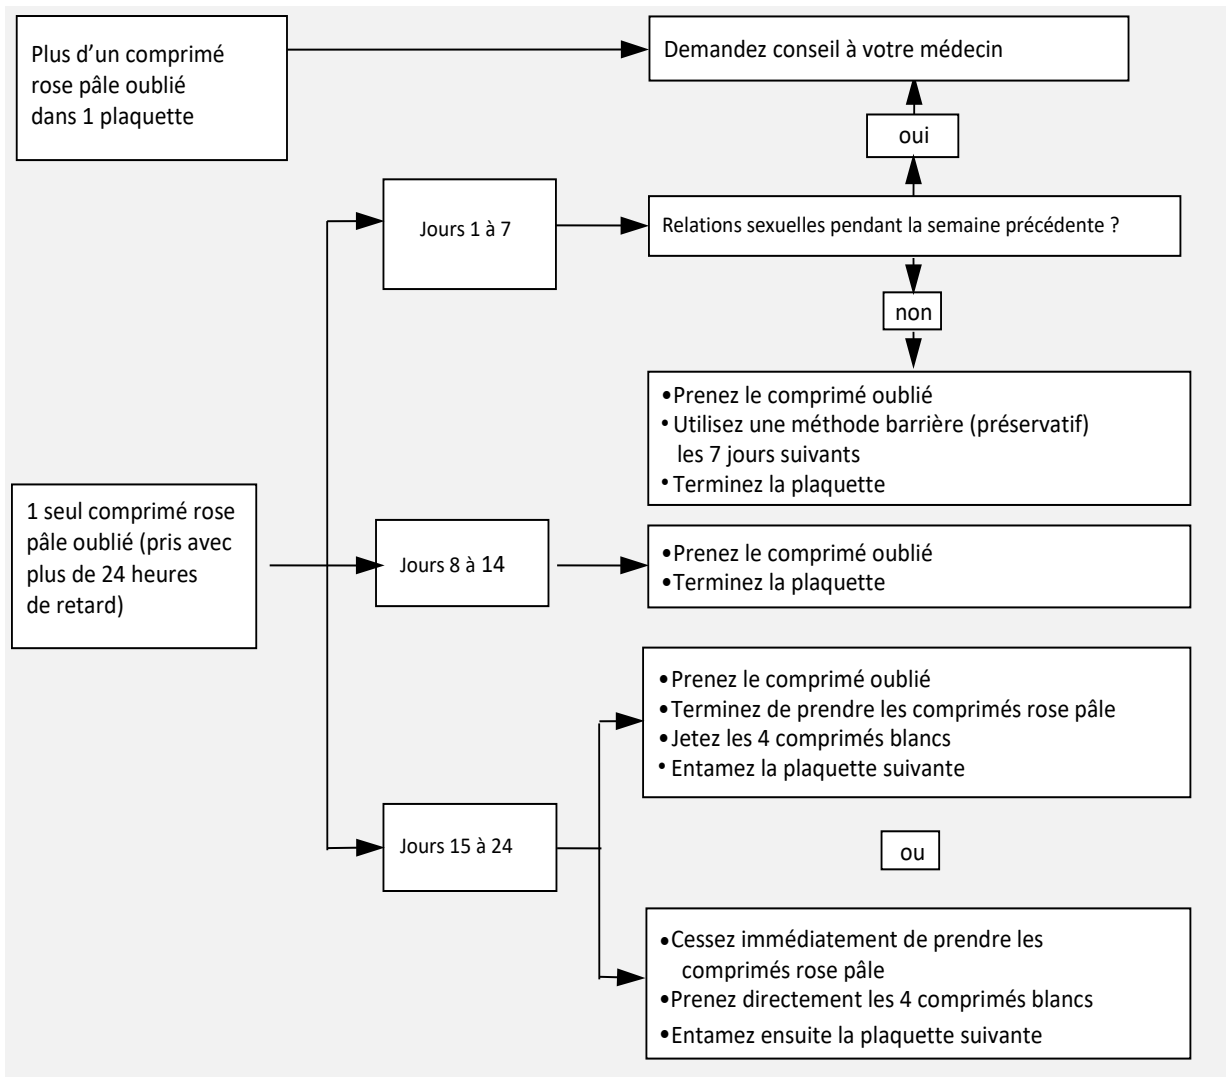 Plus d’un comprimé
rose pâle oublié
dans 1 plaquette
Demandez conseil à votre médecin
oui
Jours 1 à 7
Relations sexuelles pendant la semaine précédente ?
non
•Prenez le comprimé oublié
•Utilisez une méthode barrière (préservatif)
les 7 jours suivants
•Terminez la plaquette
1 seul comprimé rose
pâle oublié (pris avec
plus de 24 heures
de retard)
Jours 8 à 14
•Prenez le comprimé oublié
•Terminez la plaquette
•Prenez le comprimé oublié
•Terminez de prendre les comprimés rose pâle
•Jetez les 4 comprimés blancs
•Entamez la plaquette suivante
Jours 15 à 24
ou
•Cessez immédiatement de prendre les
comprimés rose pâle
•Prenez directement les 4 comprimés blancs
•Entamez ensuite la plaquette suivante